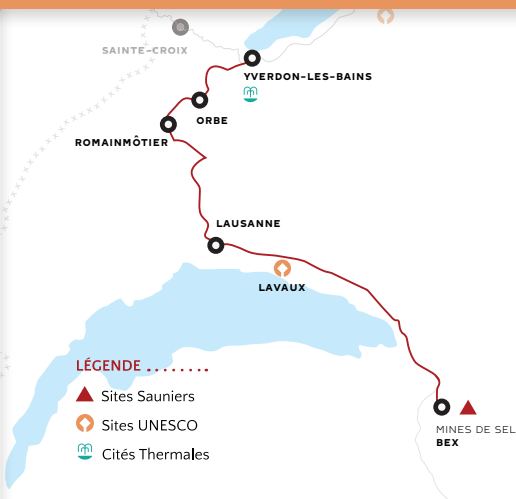 SAINTE-CROIX
YVERDON-LES-BAINS
ORBE
ROMAINMÔTIER
LAUSANNE
LAVAUX
LÉGENDE ........
Sites Sauniers
Sites UNESCO
Cités Thermales
MINES DE SEL
BEX